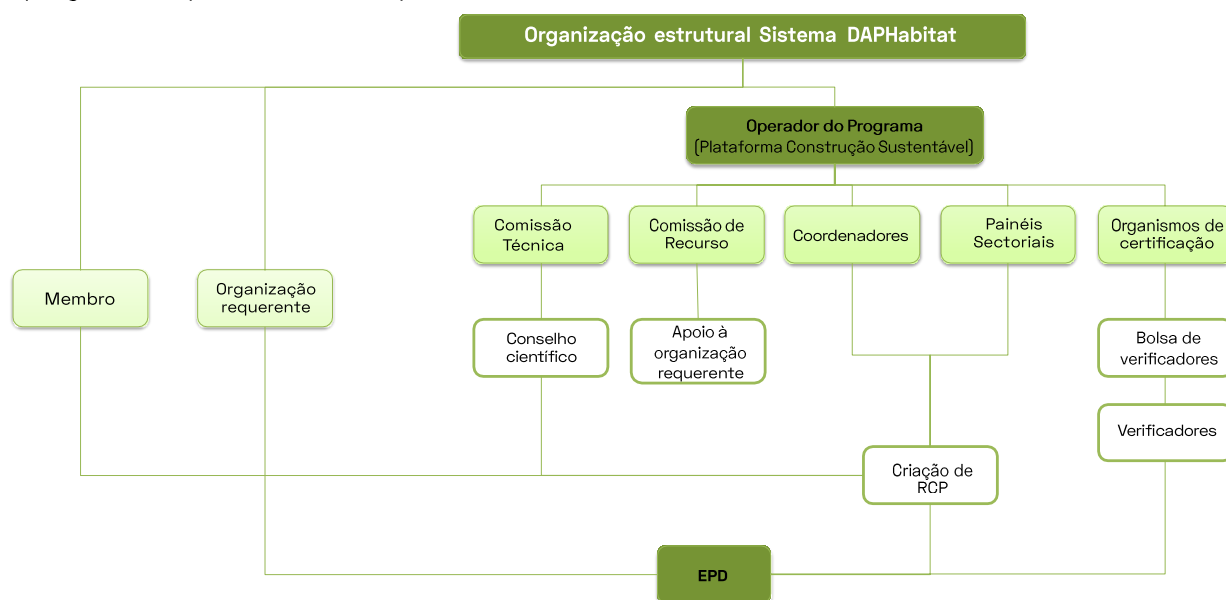 Organização estrutural Sistema DAPHabitat
Operador do Programa
(Plataforma Construção Sustentável)
Comissão
Técnica
Comissão de
Recurso
Coordenadores
Painéis
Sectoriais
Organismos de
certificação
Membro
Organização
requerente
Conselho
científico
Apoio à
organização
requerente
Bolsa de
verificadores
Verificadores
Criação de
RCP
EPD